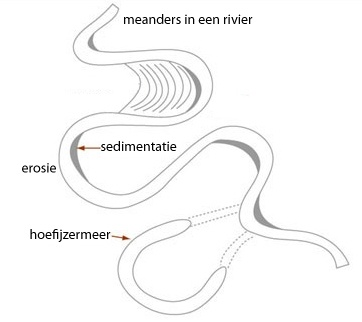 meanders in een rivier
sedimentatie
erosie
hoefijzermeer